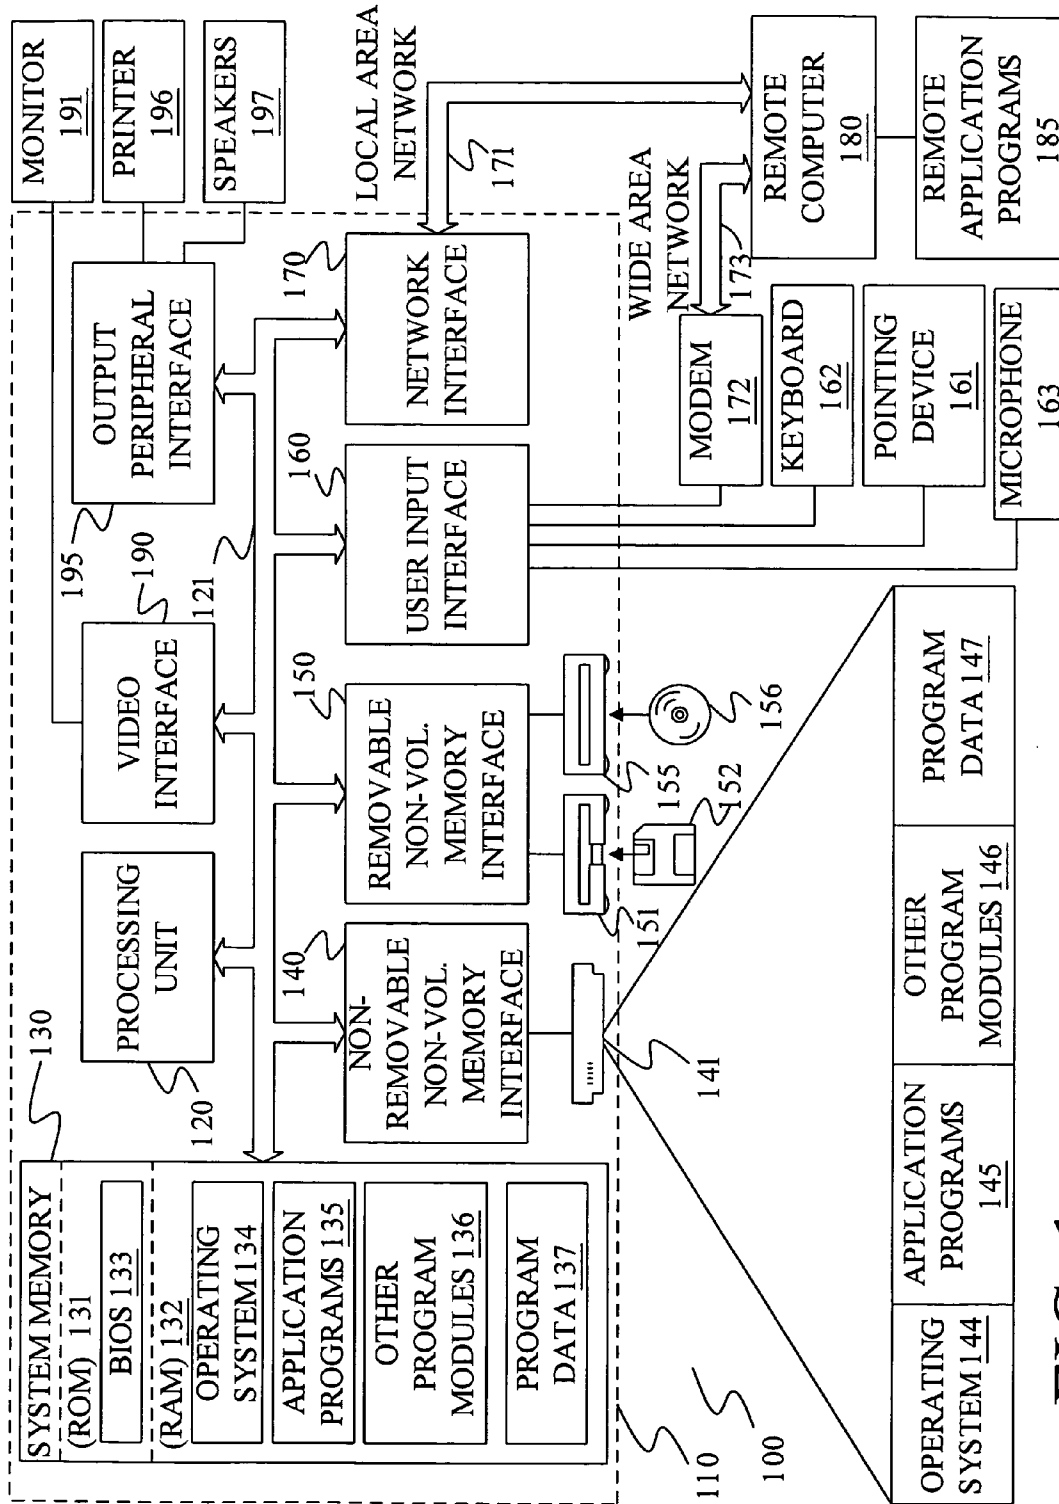 SYSTEM MEMORY
(ROM) 131
BIOS 133
(RAM) 132
OPERATING
SYSTEM 134
APPLICATION
PROGRAMS 135
OTHER
PROGRAM
MODULES 136
PROGRAM
DATA 137
130
PROCESSING
UNIT
120
VIDEO
INTERFACE
190
121
OUTPUT
PERIPHERAL
INTERFACE
195
MONITOR
191
PRINTER
196
SPEAKERS
197
NON-
REMOVABLE
NON-VOL.
MEMORY
INTERFACE
140
REMOVABLE
NON-VOL.
MEMORY
INTERFACE
150
USER INPUT
INTERFACE
160
NETWORK
INTERFACE
170
LOCAL AREA
NETWORK
171
WIDE AREA
NETWORK
173
MODEM
172
KEYBOARD
162
POINTING
DEVICE
161
MICROPHONE
163
REMOTE
COMPUTER
180
REMOTE
APPLICATION
PROGRAMS
185
141
151
152
155
156
110
100
OPERATING
SYSTEM 144
APPLICATION
PROGRAMS
145
OTHER
PROGRAM
MODULES 146
PROGRAM
DATA 147